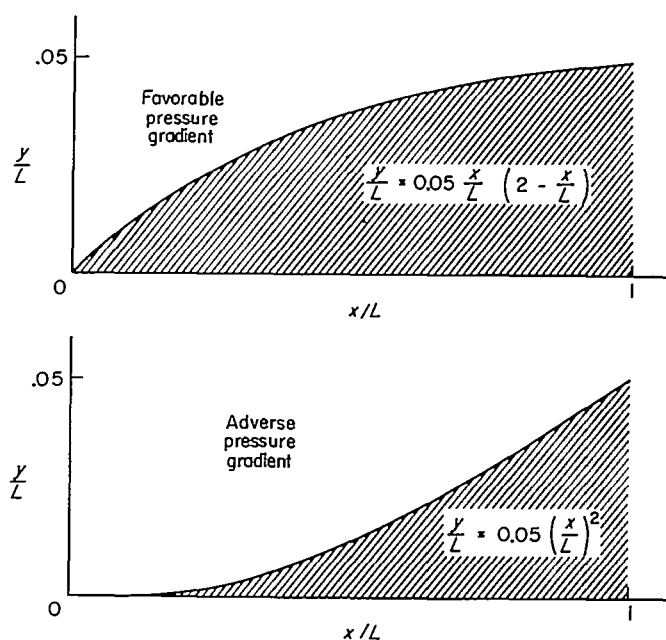 .05
Favorable
pressure
gradient
y/L
y/L = 0.05 x/L (2 - x/L)
0
1
x/L
.05
Adverse
pressure
gradient
y/L
y/L = 0.05 (x/L)²
0
1
x/L